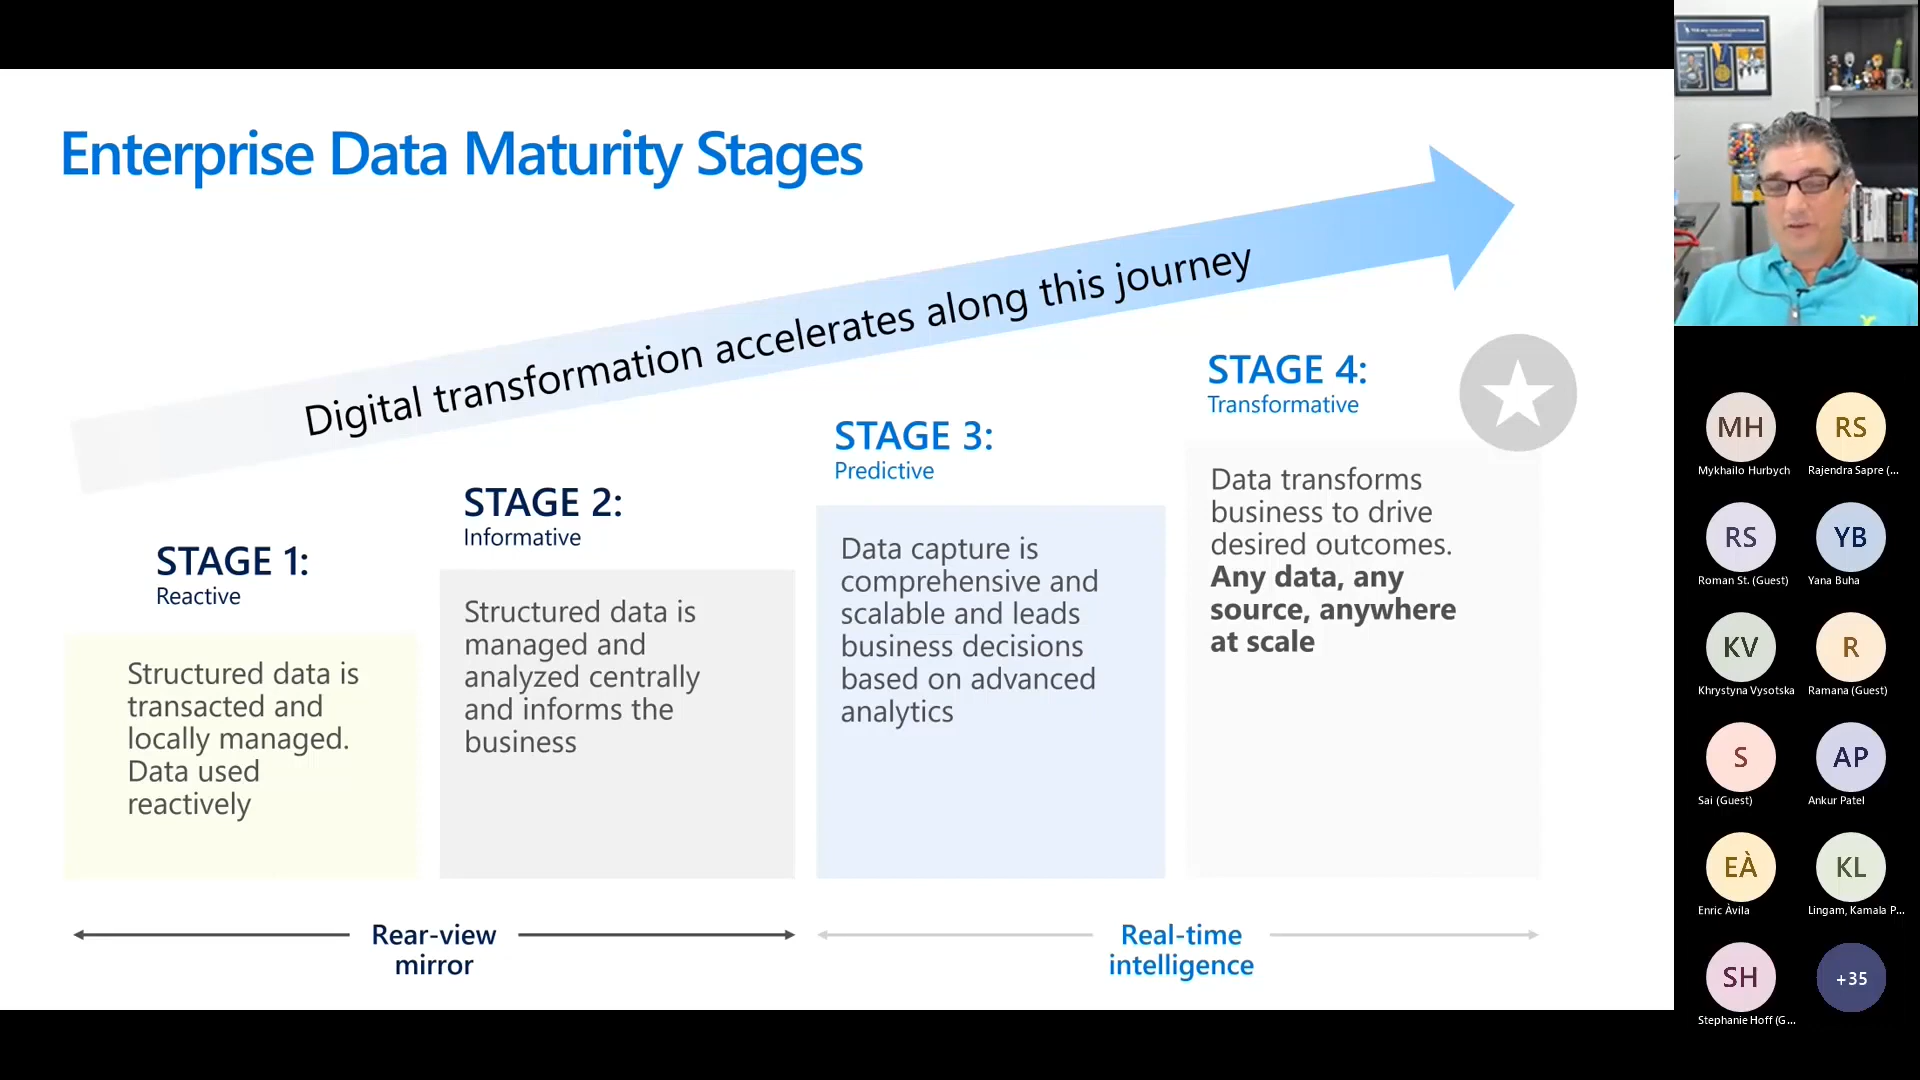 Enterprise Data Maturity Stages
Digital transformation accelerates along this journey
STAGE 1:
Reactive
Structured data is
transacted and
locally managed.
Data used
reactively
STAGE 2:
Informative
Structured data is
managed and
analyzed centrally
and informs the
business
STAGE 3:
Predictive
Data capture is
comprehensive and
scalable and leads
business decisions
based on advanced
analytics
STAGE 4:
Transformative
Data transforms
business to drive
desired outcomes.
Any data, any
source, anywhere
at scale
Rear-view
mirror
Real-time
intelligence
MH
Mykhailo Hurbych
RS
Rajendra Sapre (...
RS
Roman St. (Guest)
YB
Yana Buha
KV
Khrystyna Vysotska
R
Ramana (Guest)
S
Sai (Guest)
AP
Ankur Patel
EÀ
Enric Àvila
KL
Lingam, Kamala P...
SH
Stephanie Hoff (G...
+35